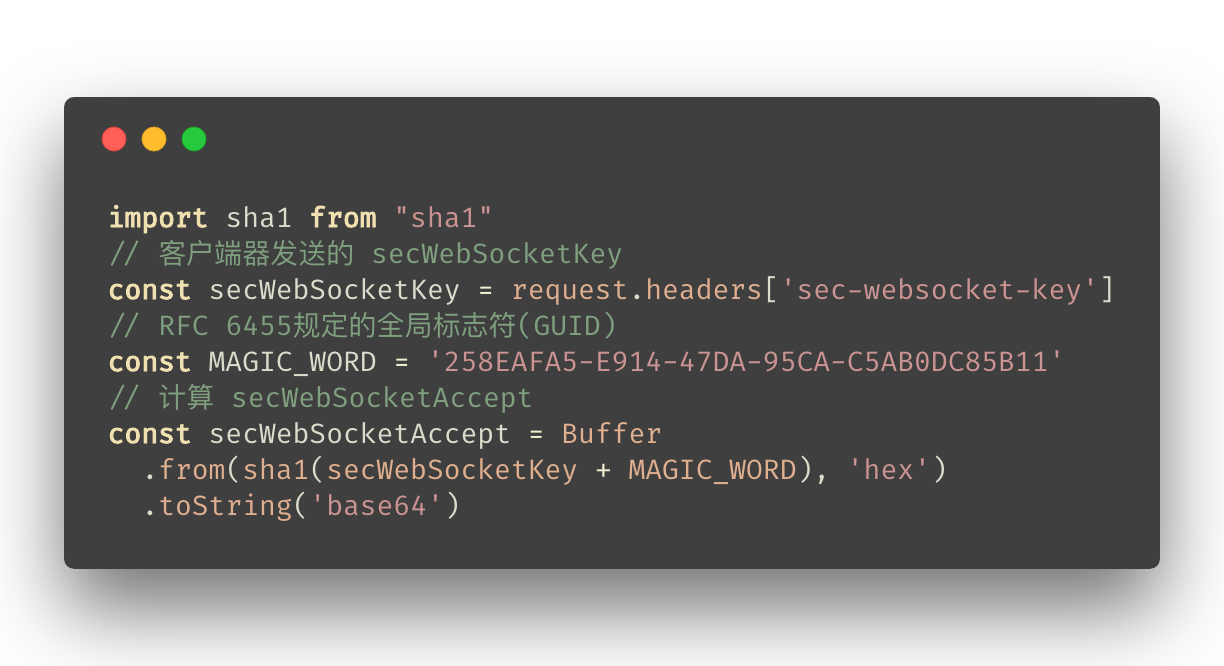 import sha1 from "sha1"
// 客户端器发送的 secWebSocketKey
const secWebSocketKey = request.headers['sec-websocket-key']
// RFC 6455规定的全局标志符(GUID)
const MAGIC_WORD = '258EAFA5-E914-47DA-95CA-C5AB0DC85B11'
// 计算 secWebSocketAccept
const secWebSocketAccept = Buffer
  .from(sha1(secWebSocketKey + MAGIC_WORD), 'hex')
  .toString('base64')